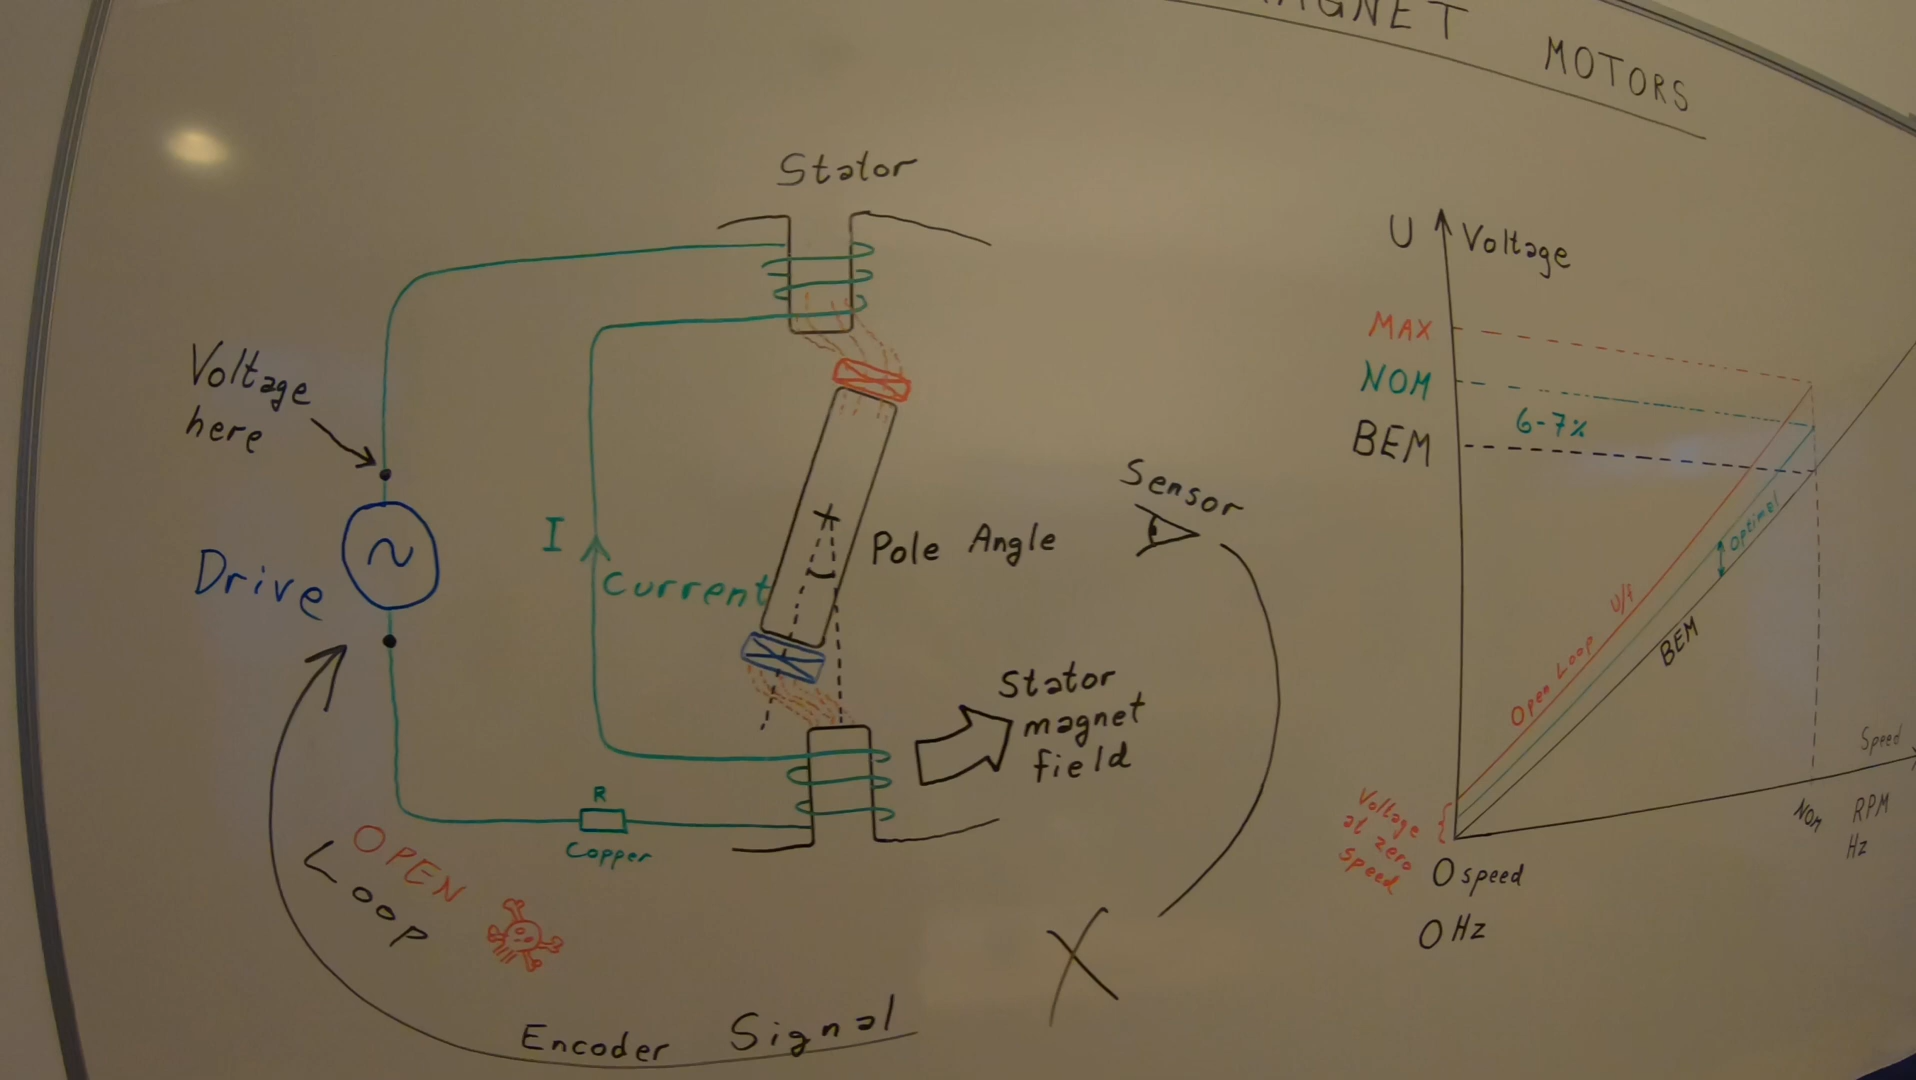 MAGNET MOTORS
Stator
Voltage
here
Drive
I
Current
Pole Angle
Sensor
Stator
magnet
field
R
Copper
OPEN
Loop
Encoder Signal
X
U Voltage
MAX
NOM
6-7%
BEM
optimal
U/f
Open Loop
BEM
Speed
Voltage
at zero
speed
NOM
RPM
Hz
0 speed
0 Hz